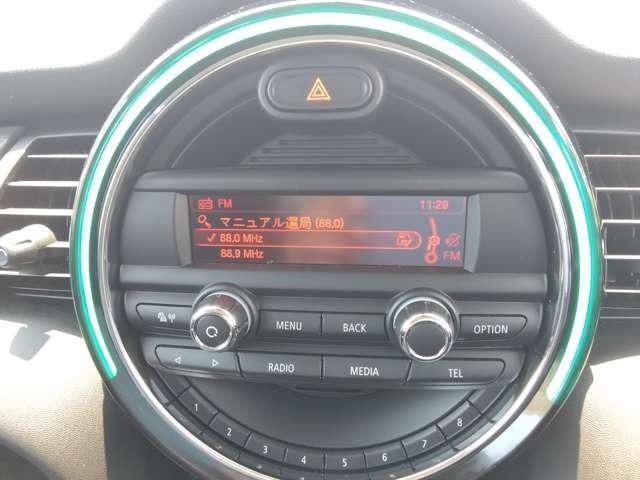 FM 11:29
マニュアル選局 (88.0)
✓ 88.0 MHz
88.9 MHz FM
MENU BACK OPTION
RADIO MEDIA TEL
1 2 3 4 5 6 7 8